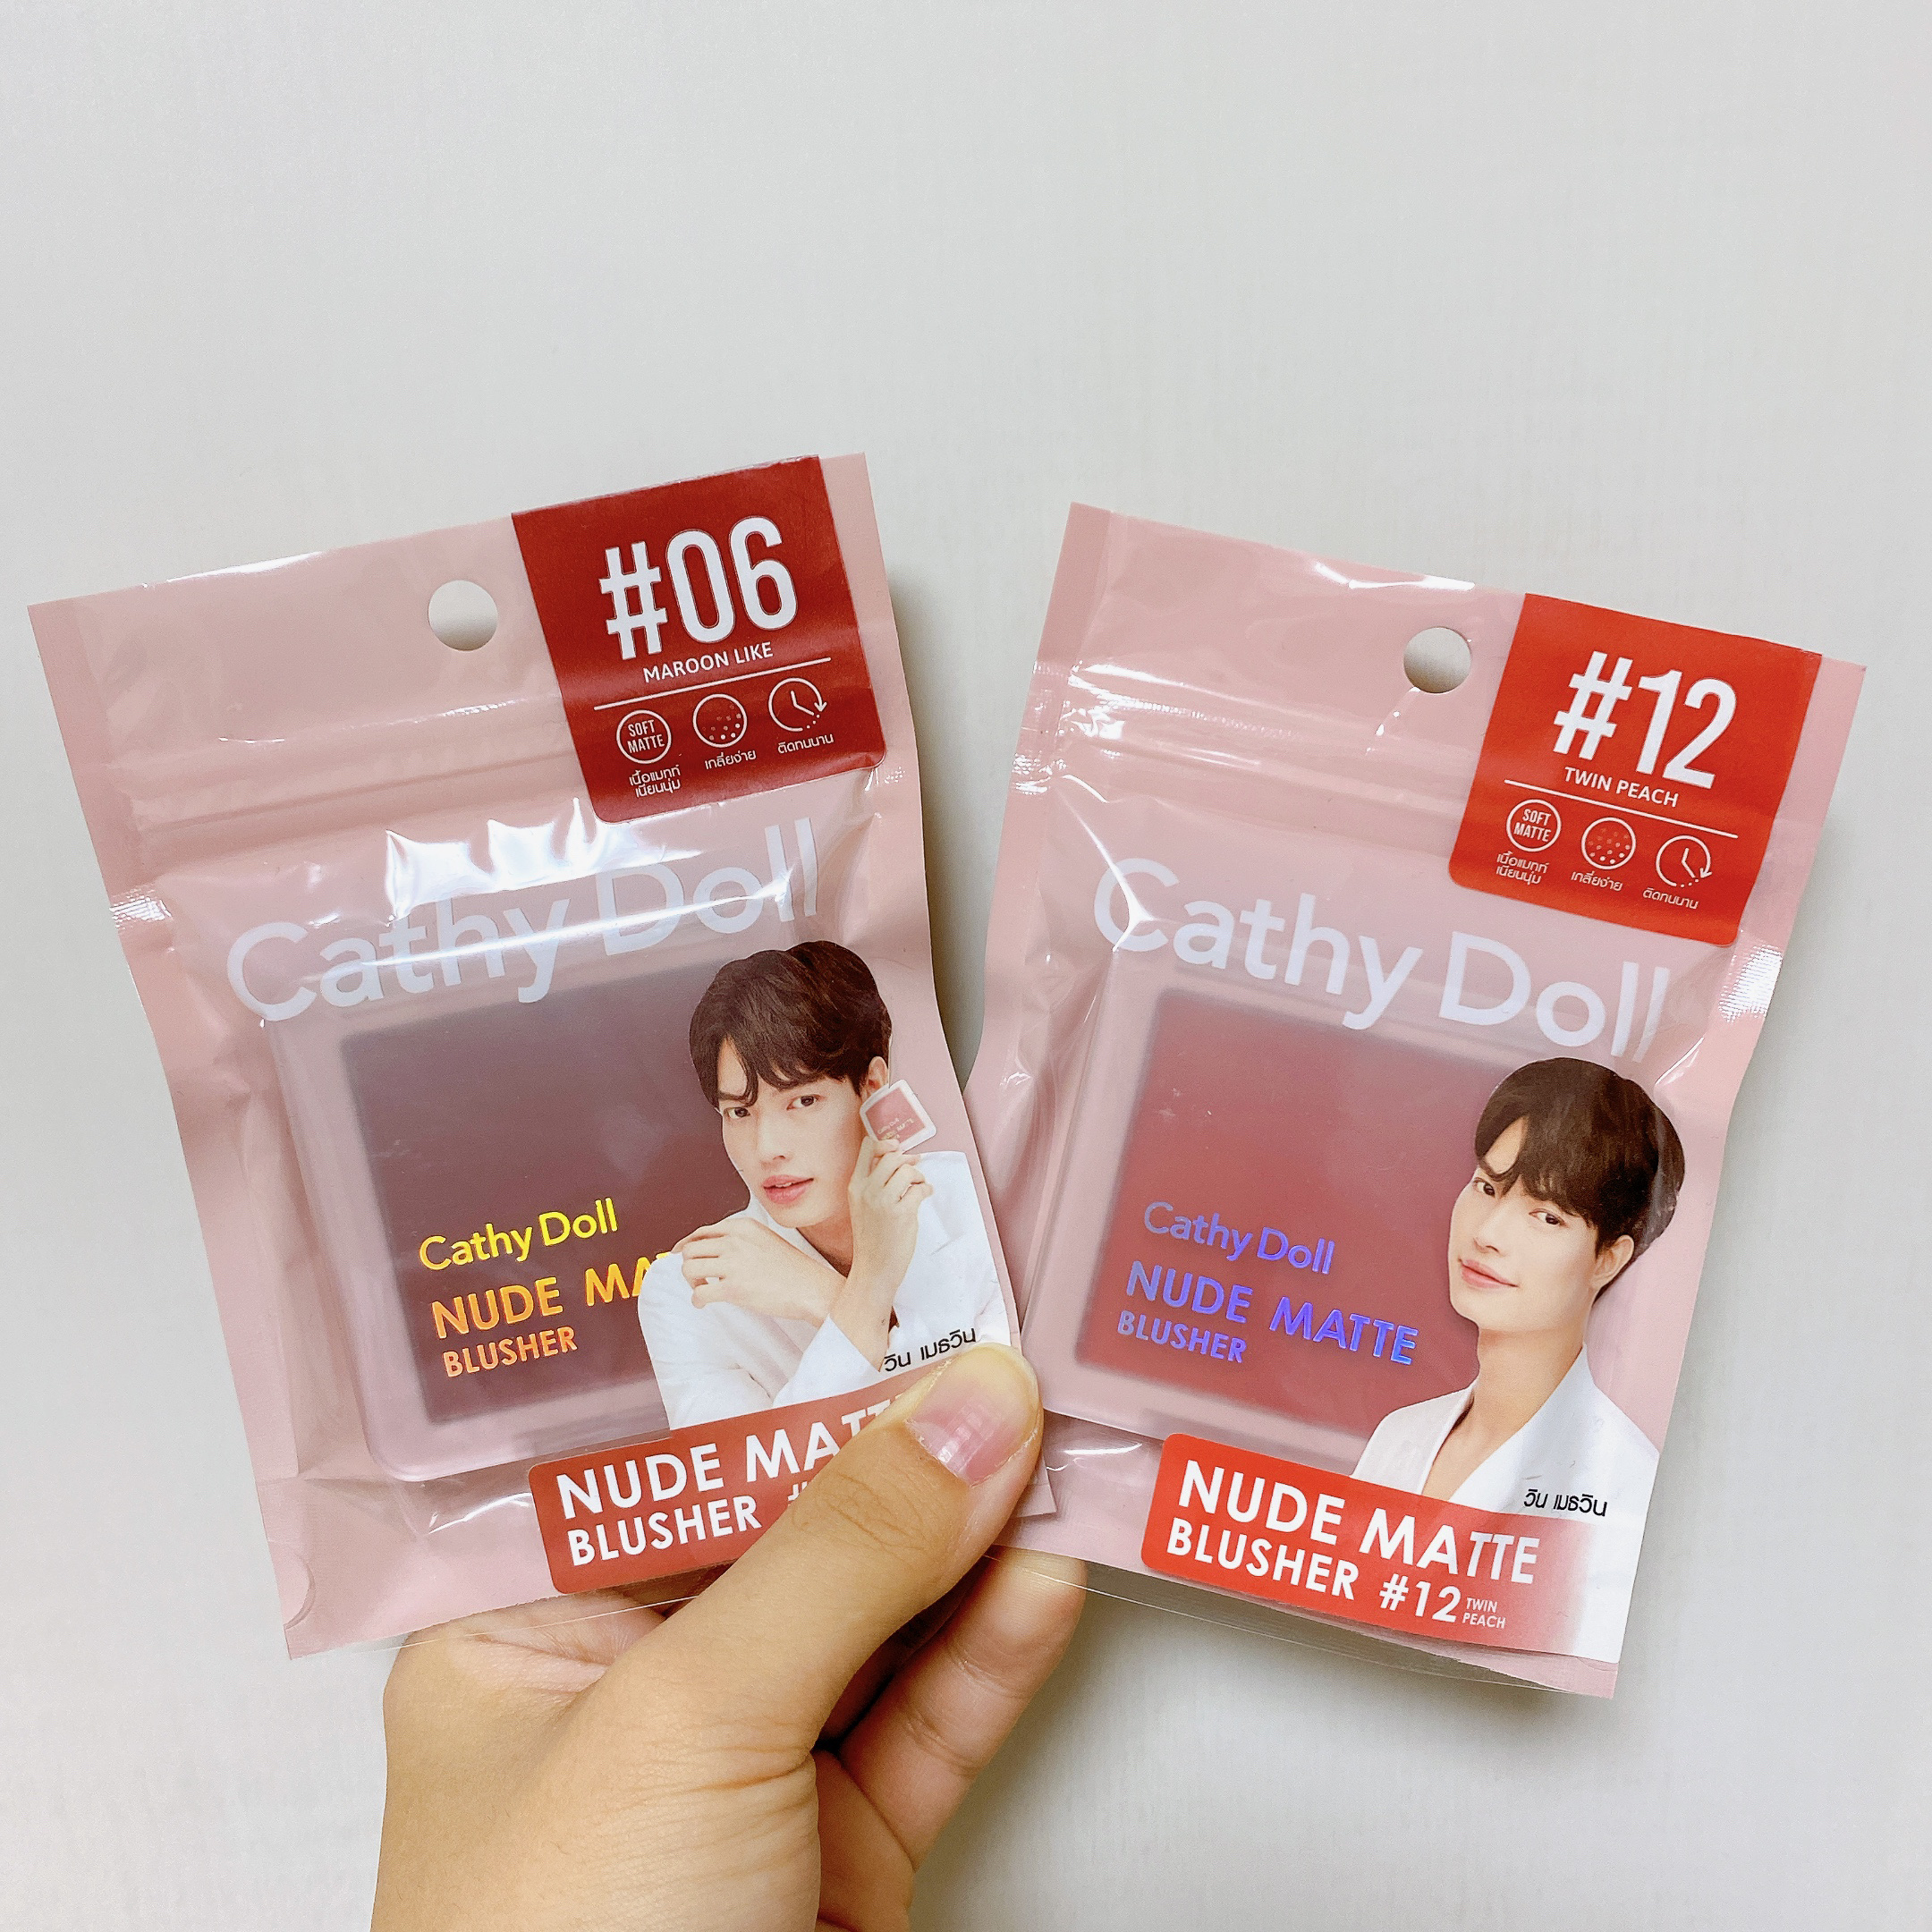 #06
MAROON LIKE
SOFT
MATTE
เนื้อแมทท์
เนียนนุ่ม
เกลี่ยง่าย
ติดทนนาน
Cathy Doll
Cathy Doll
NUDE MA
BLUSHER
วิน เมธวิน
NUDE MATT
BLUSHER #
#12
TWIN PEACH
SOFT
MATTE
เนื้อแมทท์
เนียนนุ่ม
เกลี่ยง่าย
ติดทนนาน
Cathy Doll
Cathy Doll
NUDE MATTE
BLUSHER
วิน เมธวิน
NUDE MATTE
BLUSHER #12 TWIN
PEACH